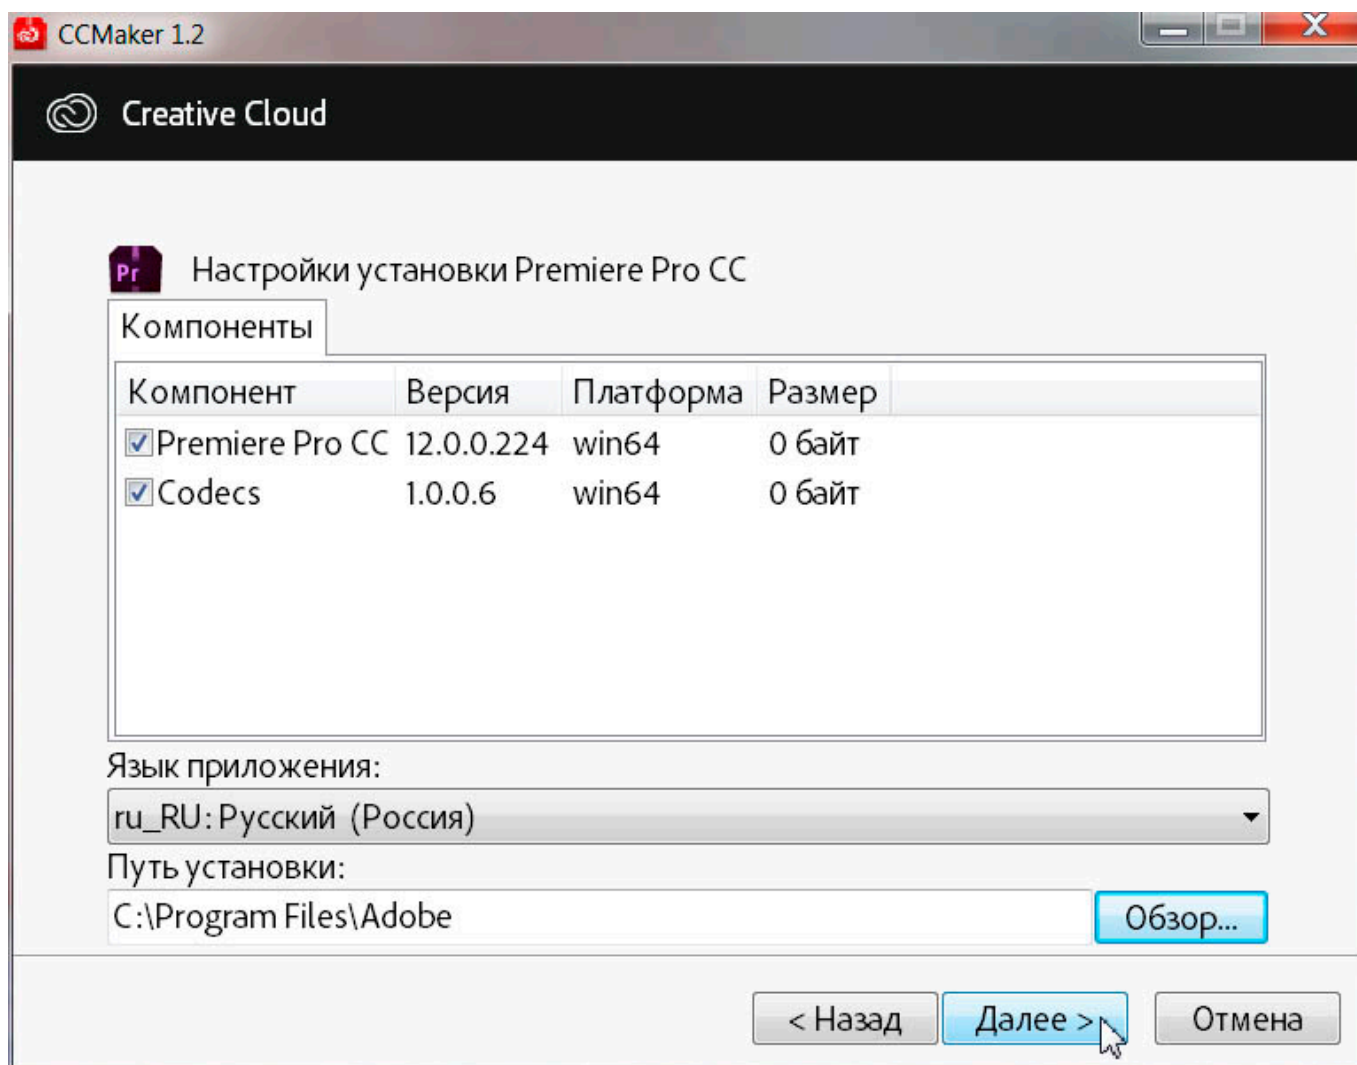 CCMaker 1.2
Creative Cloud
Pr Настройки установки Premiere Pro CC
Компоненты
Компонент Версия Платформа Размер
Premiere Pro CC 12.0.0.224 win64 0 байт
Codecs 1.0.0.6 win64 0 байт
Язык приложения:
ru_RU: Русский (Россия)
Путь установки:
C:\Program Files\Adobe Обзор...
< Назад Далее > Отмена